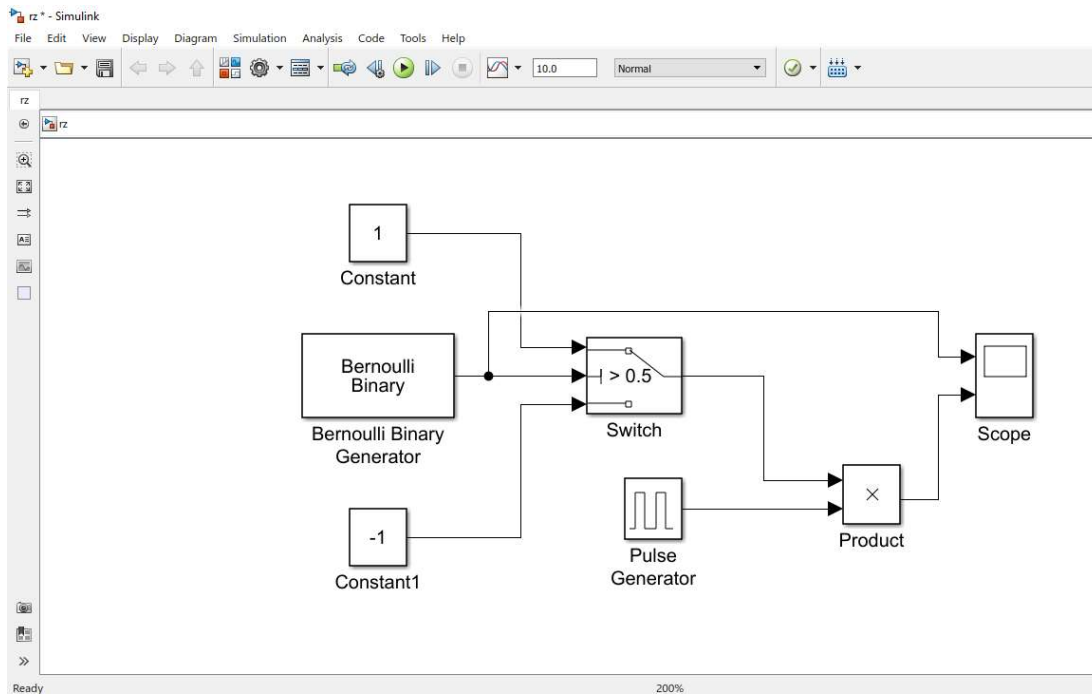 rz * - Simulink
File Edit View Display Diagram Simulation Analysis Code Tools Help
10.0 Normal
rz
rz
1
Constant
Bernoulli
Binary
Bernoulli Binary
Generator
> 0.5
Switch
Scope
-1
Constant1
Pulse
Generator
×
Product
Ready 200%